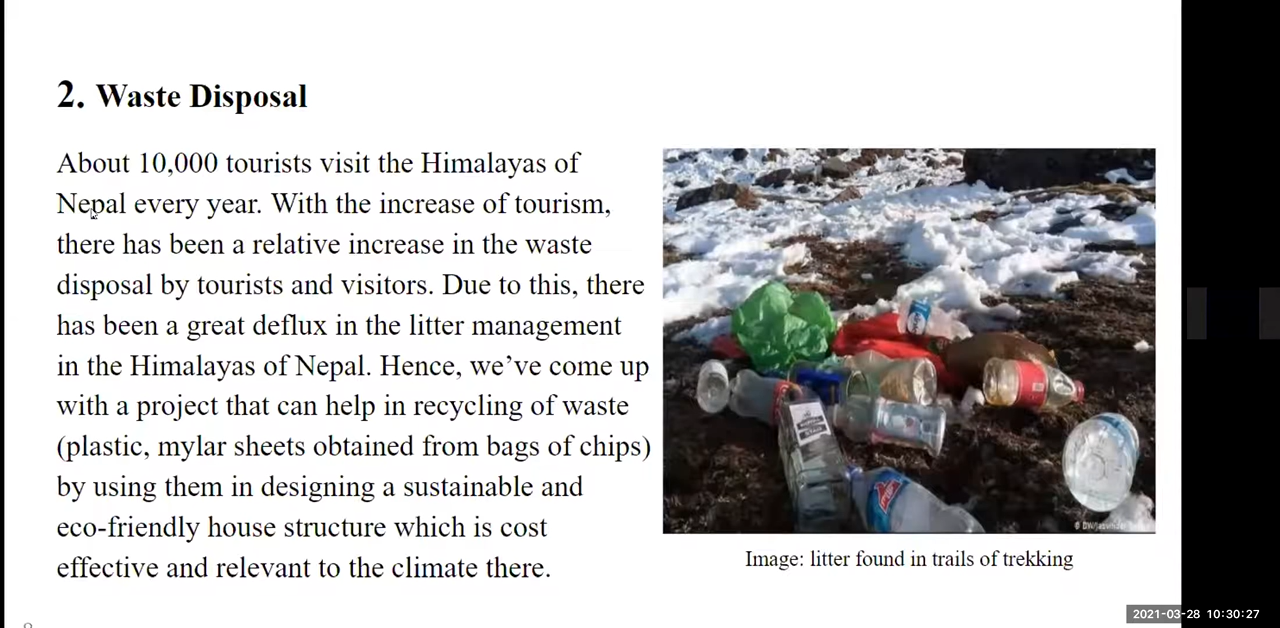 2. Waste Disposal
About 10,000 tourists visit the Himalayas of
Nepal every year. With the increase of tourism,
there has been a relative increase in the waste
disposal by tourists and visitors. Due to this, there
has been a great deflux in the litter management
in the Himalayas of Nepal. Hence, we’ve come up
with a project that can help in recycling of waste
(plastic, mylar sheets obtained from bags of chips)
by using them in designing a sustainable and
eco-friendly house structure which is cost
effective and relevant to the climate there.
Image: litter found in trails of trekking
2021-03-28 10:30:27